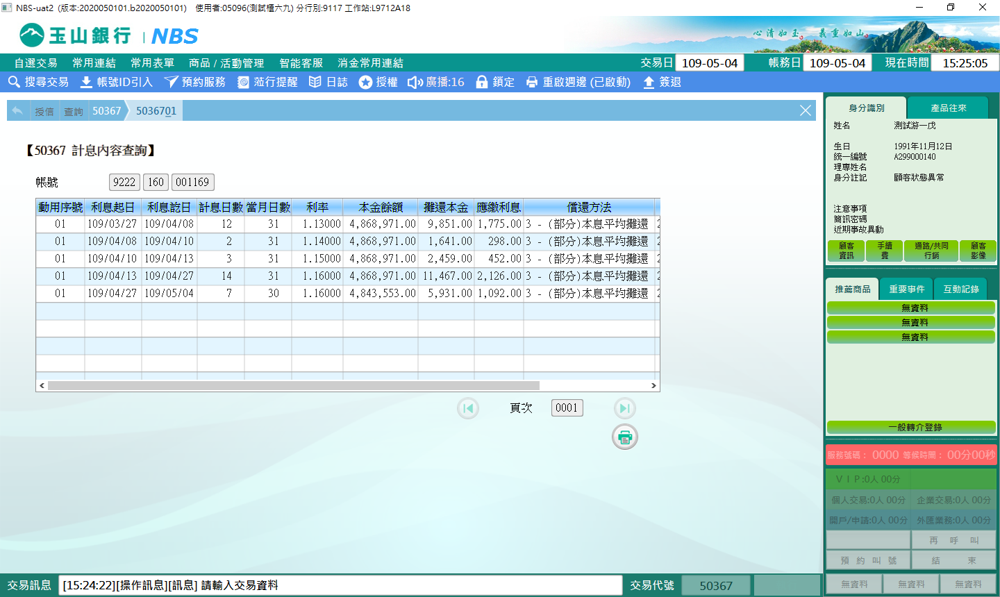 NBS-uat2 (版本:2020050101.b2020050101) 使用者:05096(測試櫃六九) 分行別:9117 工作站:L9712A18
玉山銀行 | NBS
心清如玉。 義重如山。
自選交易 常用連結 常用表單 商品 / 活動管理 智能客服 消金常用連結 交易日 109-05-04 帳務日 109-05-04 現在時間 15:25:05
搜尋交易 帳號ID引入 預約服務 蒞行提醒 日誌 授權 廣播:16 鎖定 重啟週邊 (已啟動) 簽退
授信 查詢 50367 5036701
【50367 計息內容查詢】
帳號 9222 160 001169
動用序號 利息起日 利息訖日 計息日數 當月日數 利率 本金餘額 攤還本金 應繳利息 償還方法
01 109/03/27 109/04/08 12 31 1.13000 4,868,971.00 9,851.00 1,775.00 3 - (部分)本息平均攤還 2
01 109/04/08 109/04/10 2 31 1.14000 4,868,971.00 1,641.00 298.00 3 - (部分)本息平均攤還 2
01 109/04/10 109/04/13 3 31 1.15000 4,868,971.00 2,459.00 452.00 3 - (部分)本息平均攤還 2
01 109/04/13 109/04/27 14 31 1.16000 4,868,971.00 11,467.00 2,126.00 3 - (部分)本息平均攤還 2
01 109/04/27 109/05/04 7 30 1.16000 4,843,553.00 5,931.00 1,092.00 3 - (部分)本息平均攤還 2
頁次 0001
身分識別 產品往來
姓名 測試游一戊
生日 1991年11月12日
統一編號 A299000140
理專姓名
身分註記 顧客狀態異常
注意事項
簡訊密碼
近期事故異動
顧客資訊 手續費 通路/共同行銷 顧客影像
推薦商品 重要事件 互動記錄
無資料
無資料
無資料
一般轉介登錄
服務號碼： 0000 等候時間： 00分00秒
ＶＩＰ:0人 00分
個人交易:0人 00分 企業交易:0人 00分
開戶/申請:0人 00分 外匯業務:0人 00分
再 呼 叫
預 約 叫 號 結 束
無資料 無資料 無資料
交易訊息 [15:24:22][操作訊息][訊息] 請輸入交易資料 交易代號 50367